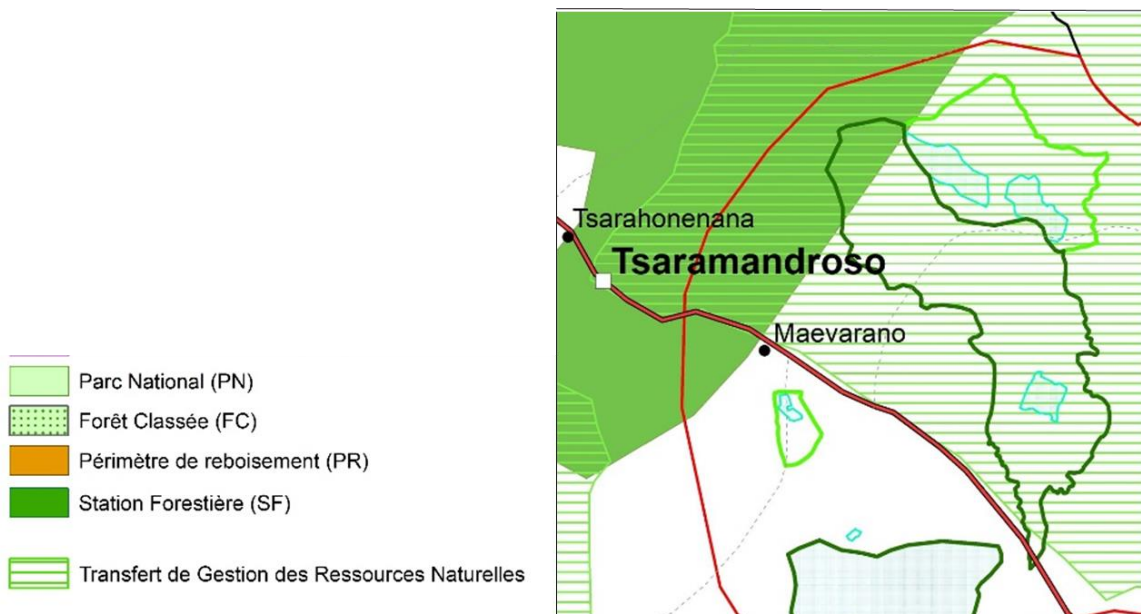 Parc National (PN)
Forêt Classée (FC)
Périmètre de reboisement (PR)
Station Forestière (SF)
Transfert de Gestion des Ressources Naturelles
Tsarahonenana
Tsaramandroso
Maevarano